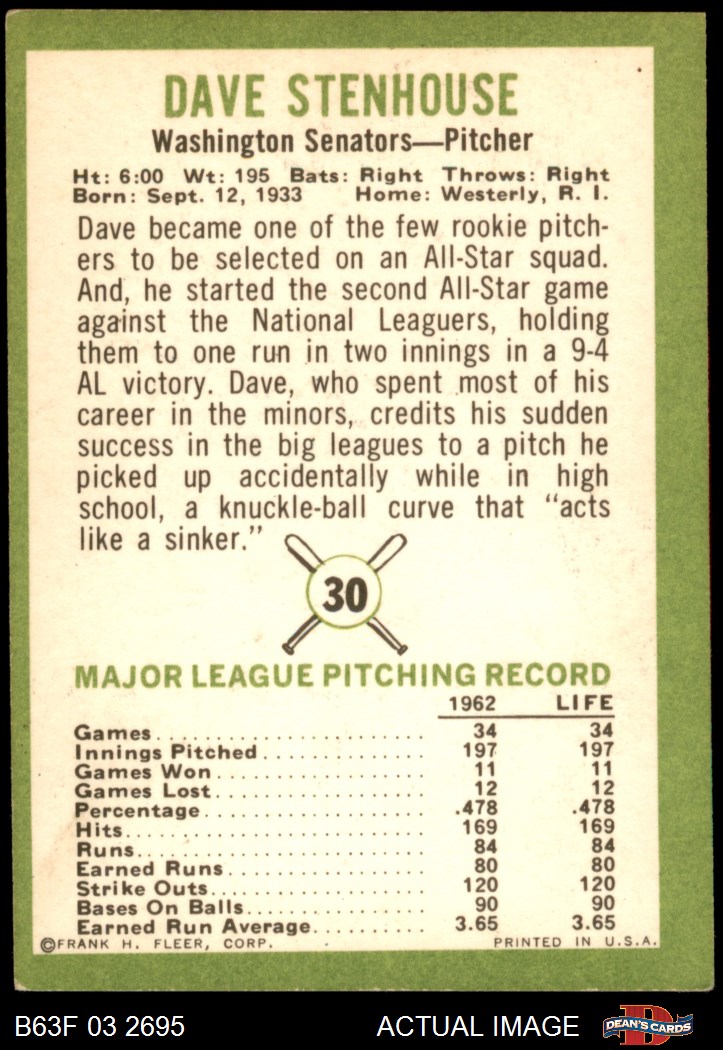 DAVE STENHOUSE
Washington Senators—Pitcher
Ht: 6:00 Wt: 195 Bats: Right Throws: Right
Born: Sept. 12, 1933 Home: Westerly, R. I.
Dave became one of the few rookie pitch-
ers to be selected on an All-Star squad.
And, he started the second All-Star game
against the National Leaguers, holding
them to one run in two innings in a 9-4
AL victory. Dave, who spent most of his
career in the minors, credits his sudden
success in the big leagues to a pitch he
picked up accidentally while in high
school, a knuckle-ball curve that “acts
like a sinker.”
30
MAJOR LEAGUE PITCHING RECORD
1962 LIFE
Games 34 34
Innings Pitched 197 197
Games Won 11 11
Games Lost 12 12
Percentage .478 .478
Hits 169 169
Runs 84 84
Earned Runs 80 80
Strike Outs 120 120
Bases On Balls 90 90
Earned Run Average 3.65 3.65
©FRANK H. FLEER, CORP. PRINTED IN U.S.A.
B63F 03 2695 ACTUAL IMAGE D DEAN'S CARDS